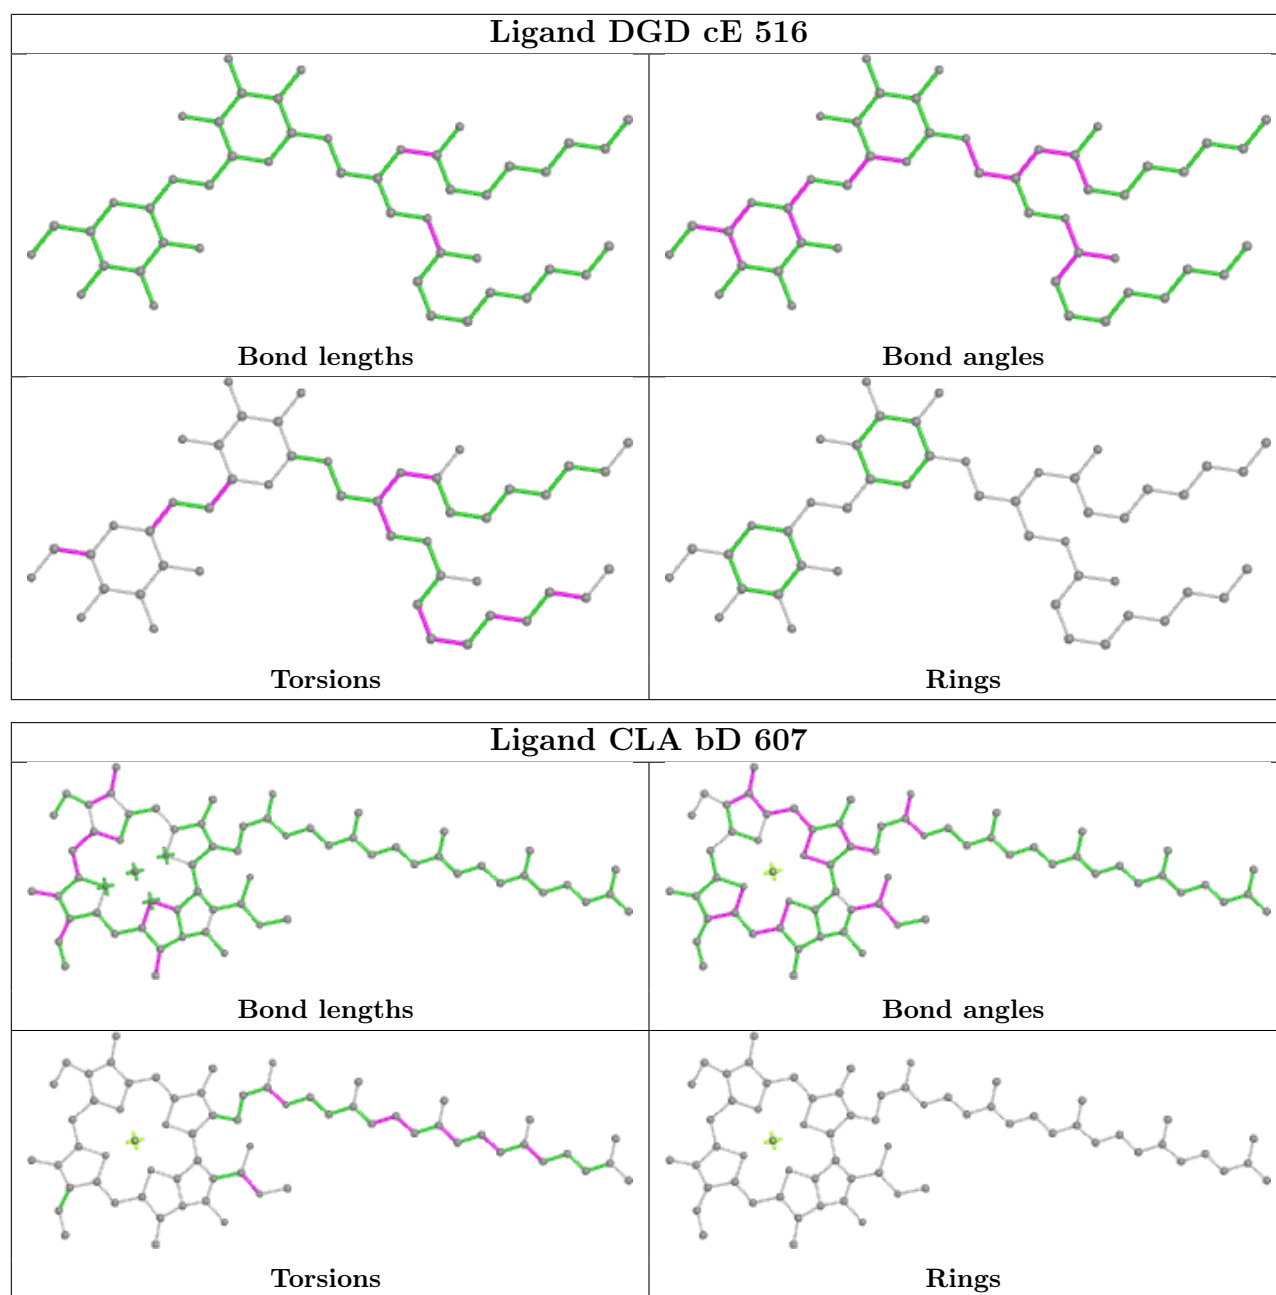 Ligand DGD cE 516
Bond lengths
Bond angles
Torsions
Rings
Ligand CLA bD 607
Bond lengths
Bond angles
Torsions
Rings